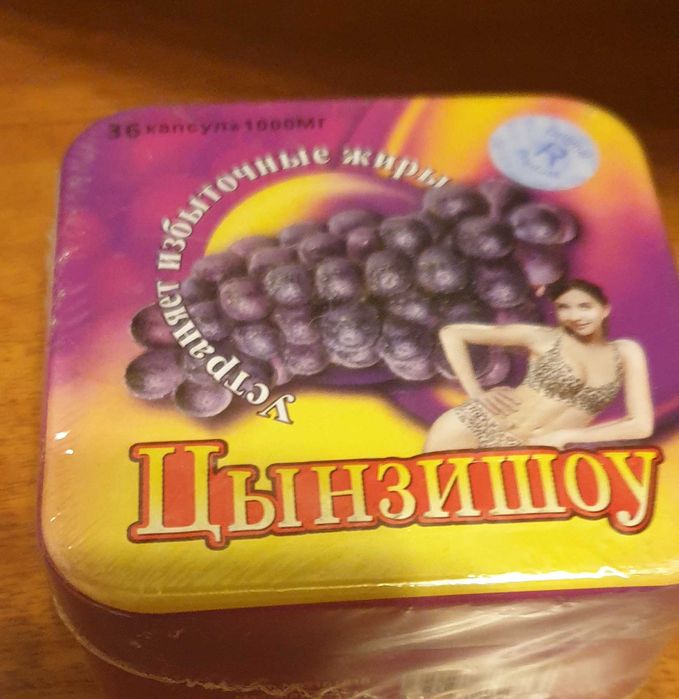 36 капсул*1000мг
устраняет избыточные жиры
R
Цынзишоу